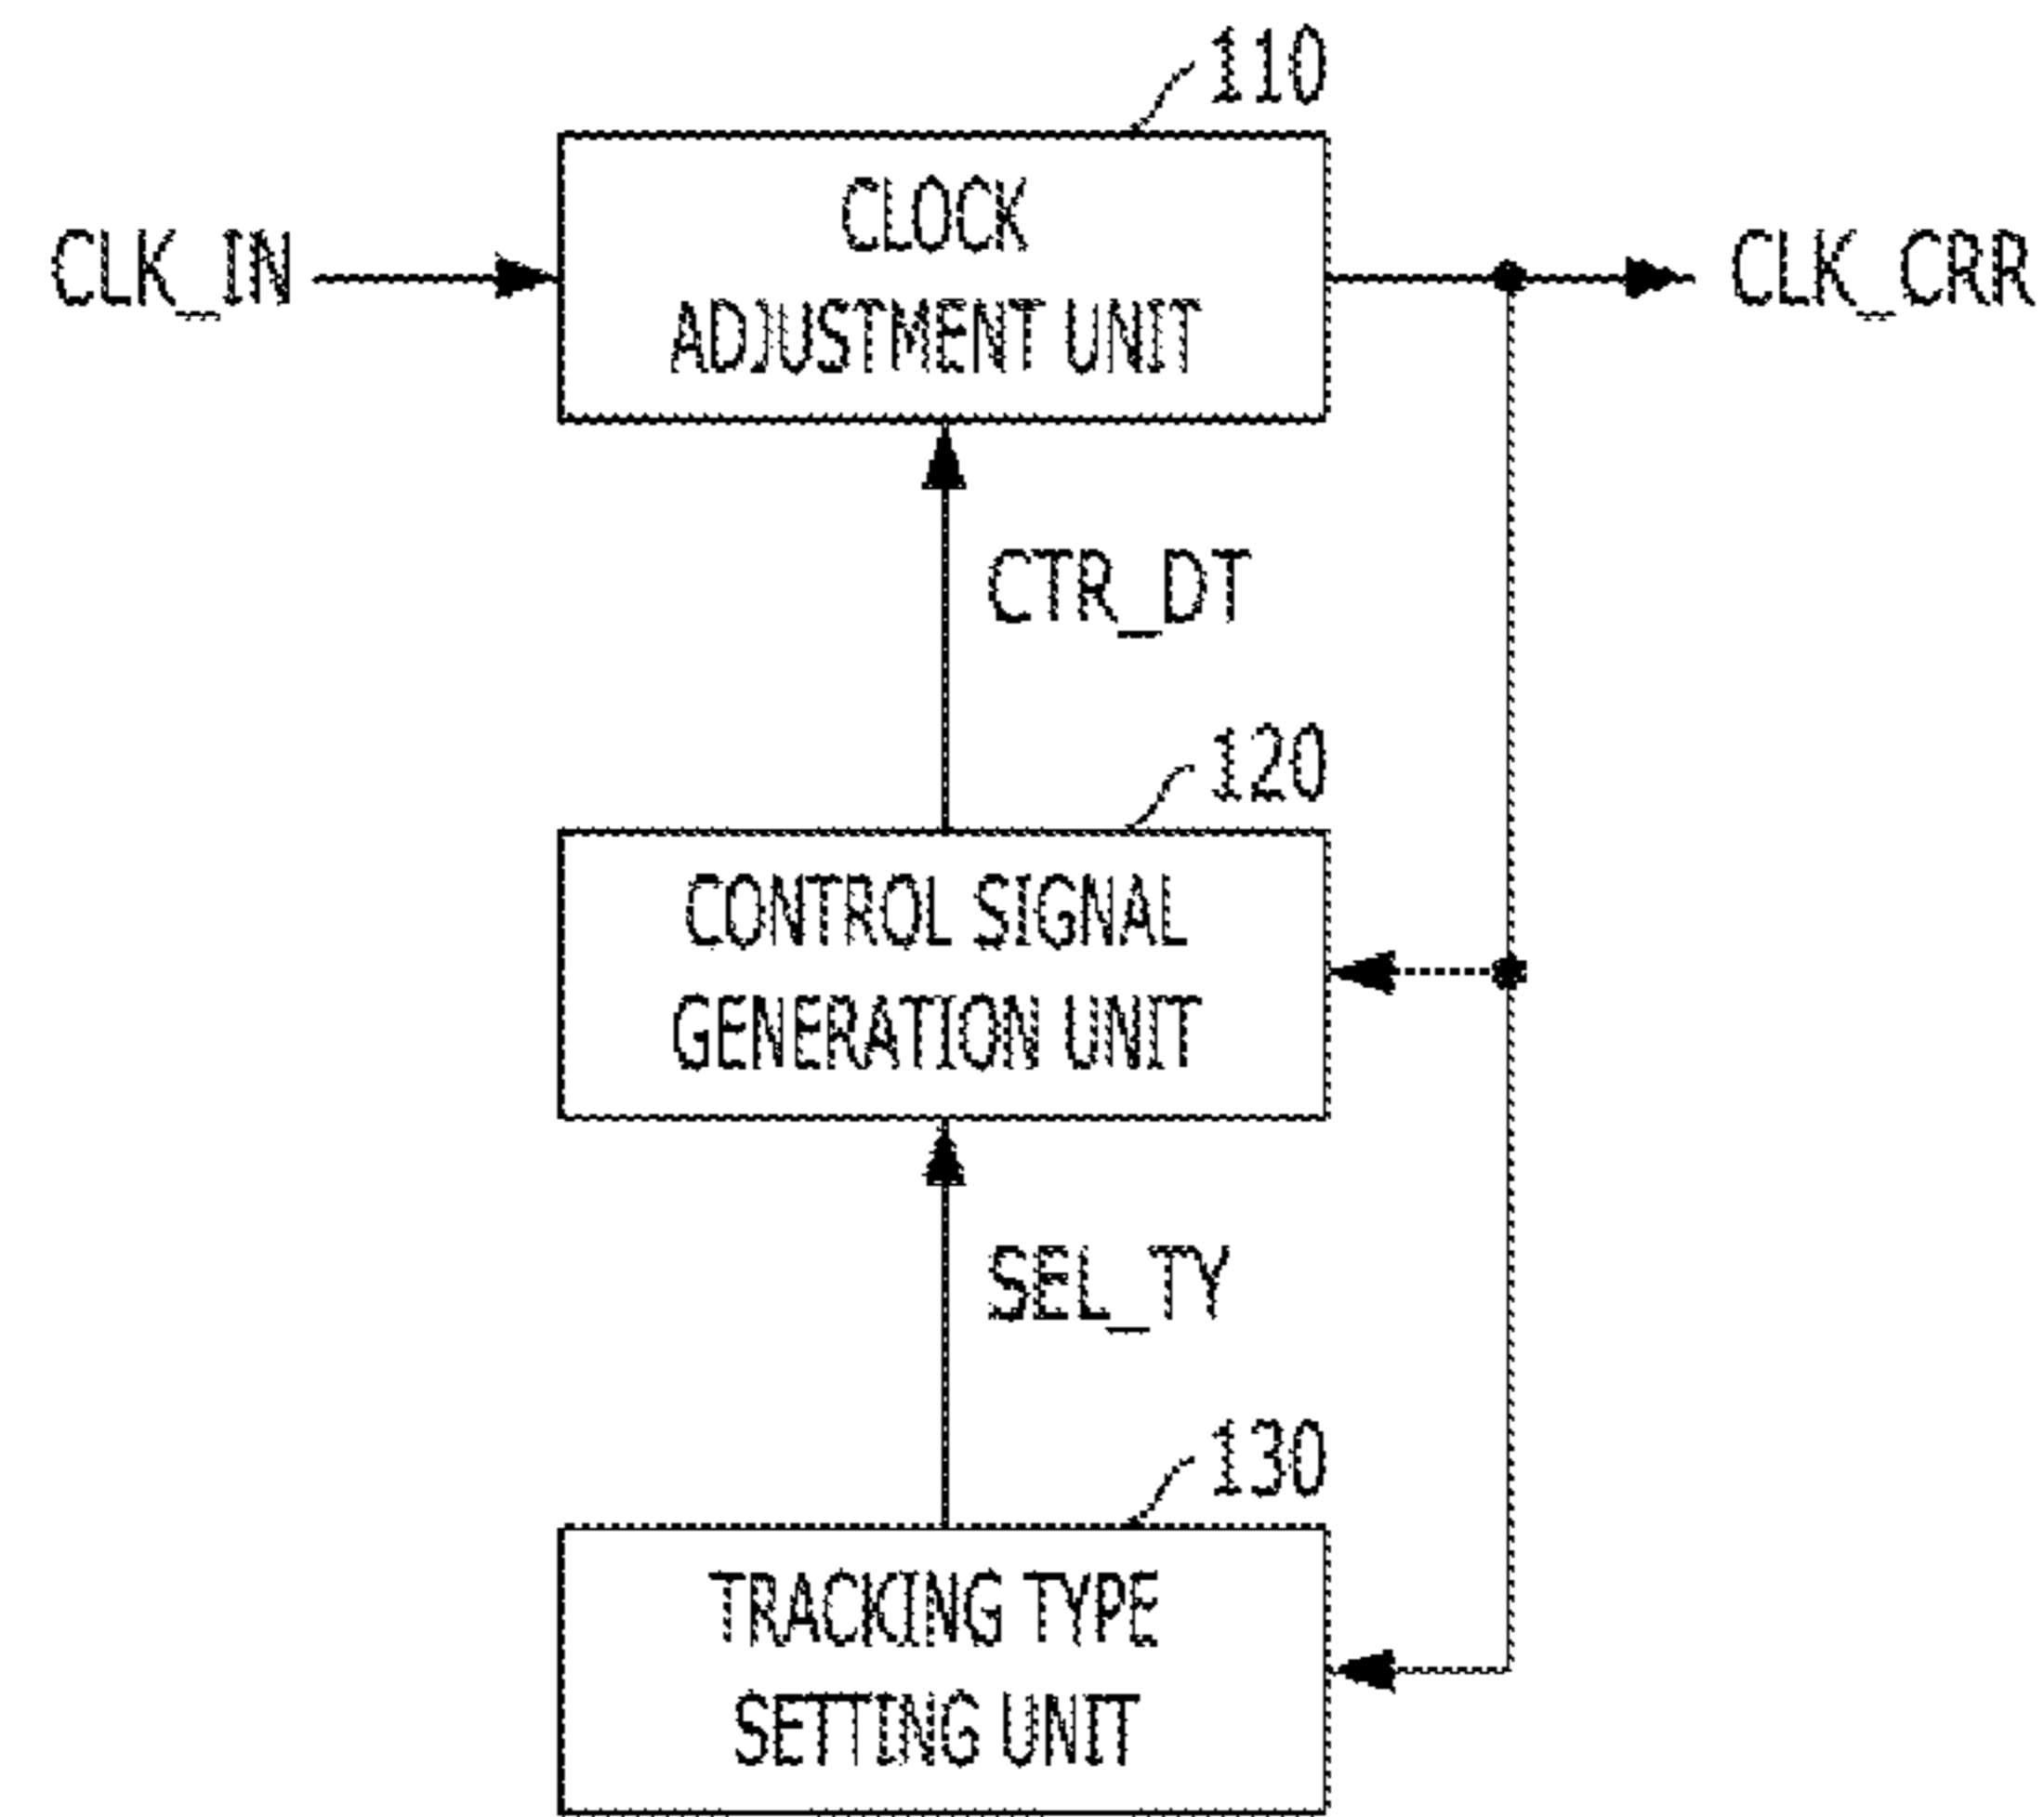 110
CLOCK
ADJUSTMENT UNIT
CLK_IN
CLK_CRR
CTR_DT
120
CONTROL SIGNAL
GENERATION UNIT
SEL_TY
130
TRACKING TYPE
SETTING UNIT